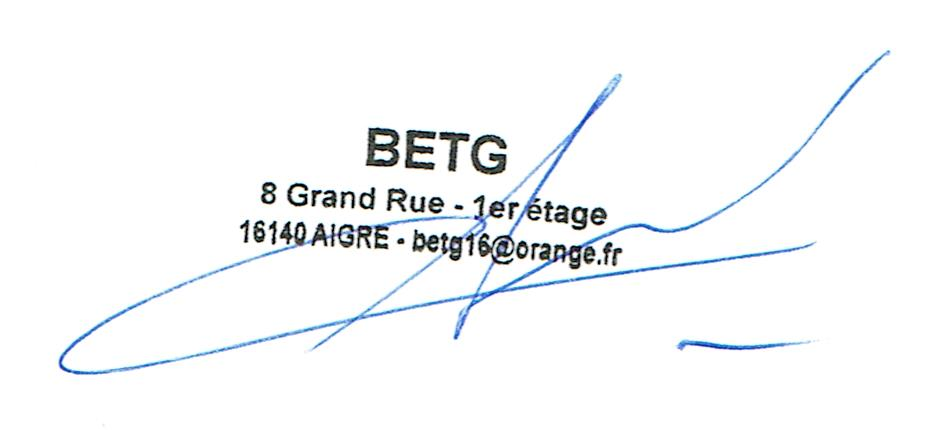 BETG
8 Grand Rue - 1er étage
16140 AIGRE - betg16@orange.fr